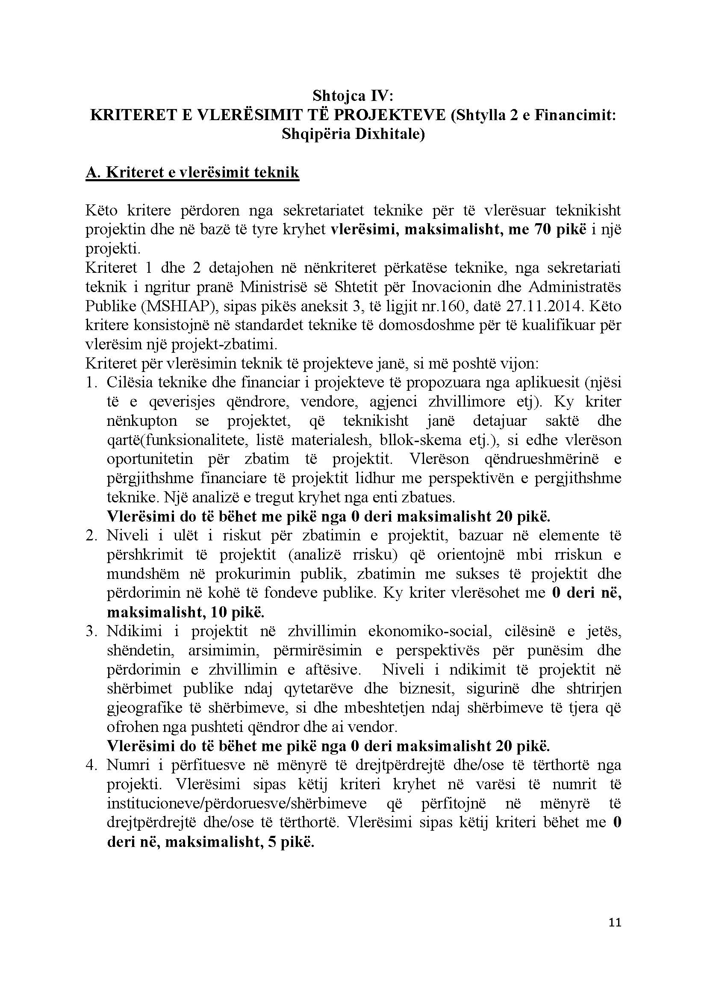 Shtojca IV:
KRITERET E VLERËSIMIT TË PROJEKTEVE (Shtylla 2 e Financimit:
Shqipëria Dixhitale)
A. Kriteret e vlerësimit teknik
Këto kritere përdoren nga sekretariatet teknike për të vlerësuar teknikisht
projektin dhe në bazë të tyre kryhet vlerësimi, maksimalisht, me 70 pikë i një
projekti.
Kriteret 1 dhe 2 detajohen në nënkriteret përkatëse teknike, nga sekretariati
teknik i ngritur pranë Ministrisë së Shtetit për Inovacionin dhe Administratës
Publike (MSHIAP), sipas pikës aneksit 3, të ligjit nr.160, datë 27.11.2014. Këto
kritere konsistojnë në standardet teknike të domosdoshme për të kualifikuar për
vlerësim një projekt-zbatimi.
Kriteret për vlerësimin teknik të projekteve janë, si më poshtë vijon:
1. Cilësia teknike dhe financiar i projekteve të propozuara nga aplikuesit (njësi
të e qeverisjes qëndrore, vendore, agjenci zhvillimore etj). Ky kriter
nënkupton se projektet, që teknikisht janë detajuar saktë dhe
qartë(funksionalitete, listë materialesh, bllok-skema etj.), si edhe vlerëson
oportunitetin për zbatim të projektit. Vlerëson qëndrueshmërinë e
përgjithshme financiare të projektit lidhur me perspektivën e pergjithshme
teknike. Një analizë e tregut kryhet nga enti zbatues.
Vlerësimi do të bëhet me pikë nga 0 deri maksimalisht 20 pikë.
2. Niveli i ulët i riskut për zbatimin e projektit, bazuar në elemente të
përshkrimit të projektit (analizë rrisku) që orientojnë mbi rriskun e
mundshëm në prokurimin publik, zbatimin me sukses të projektit dhe
përdorimin në kohë të fondeve publike. Ky kriter vlerësohet me 0 deri në,
maksimalisht, 10 pikë.
3. Ndikimi i projektit në zhvillimin ekonomiko-social, cilësinë e jetës,
shëndetin, arsimimin, përmirësimin e perspektivës për punësim dhe
përdorimin e zhvillimin e aftësive. Niveli i ndikimit të projektit në
shërbimet publike ndaj qytetarëve dhe biznesit, sigurinë dhe shtrirjen
gjeografike të shërbimeve, si dhe mbeshtetjen ndaj shërbimeve të tjera që
ofrohen nga pushteti qëndror dhe ai vendor.
Vlerësimi do të bëhet me pikë nga 0 deri maksimalisht 20 pikë.
4. Numri i përfituesve në mënyrë të drejtpërdrejtë dhe/ose të tërthortë nga
projekti. Vlerësimi sipas këtij kriteri kryhet në varësi të numrit të
institucioneve/përdoruesve/shërbimeve që përfitojnë në mënyrë të
drejtpërdrejtë dhe/ose të tërthortë. Vlerësimi sipas këtij kriteri bëhet me 0
deri në, maksimalisht, 5 pikë.
11